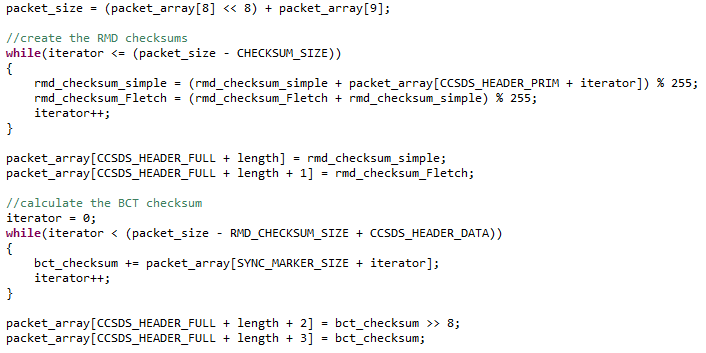 packet_size = (packet_array[8] << 8) + packet_array[9];
//create the RMD checksums
while(iterator <= (packet_size - CHECKSUM_SIZE))
{
rmd_checksum_simple = (rmd_checksum_simple + packet_array[CCSDS_HEADER_PRIM + iterator]) % 255;
rmd_checksum_Fletch = (rmd_checksum_Fletch + rmd_checksum_simple) % 255;
iterator++;
}
packet_array[CCSDS_HEADER_FULL + length] = rmd_checksum_simple;
packet_array[CCSDS_HEADER_FULL + length + 1] = rmd_checksum_Fletch;
//calculate the BCT checksum
iterator = 0;
while(iterator < (packet_size - RMD_CHECKSUM_SIZE + CCSDS_HEADER_DATA))
{
bct_checksum += packet_array[SYNC_MARKER_SIZE + iterator];
iterator++;
}
packet_array[CCSDS_HEADER_FULL + length + 2] = bct_checksum >> 8;
packet_array[CCSDS_HEADER_FULL + length + 3] = bct_checksum;